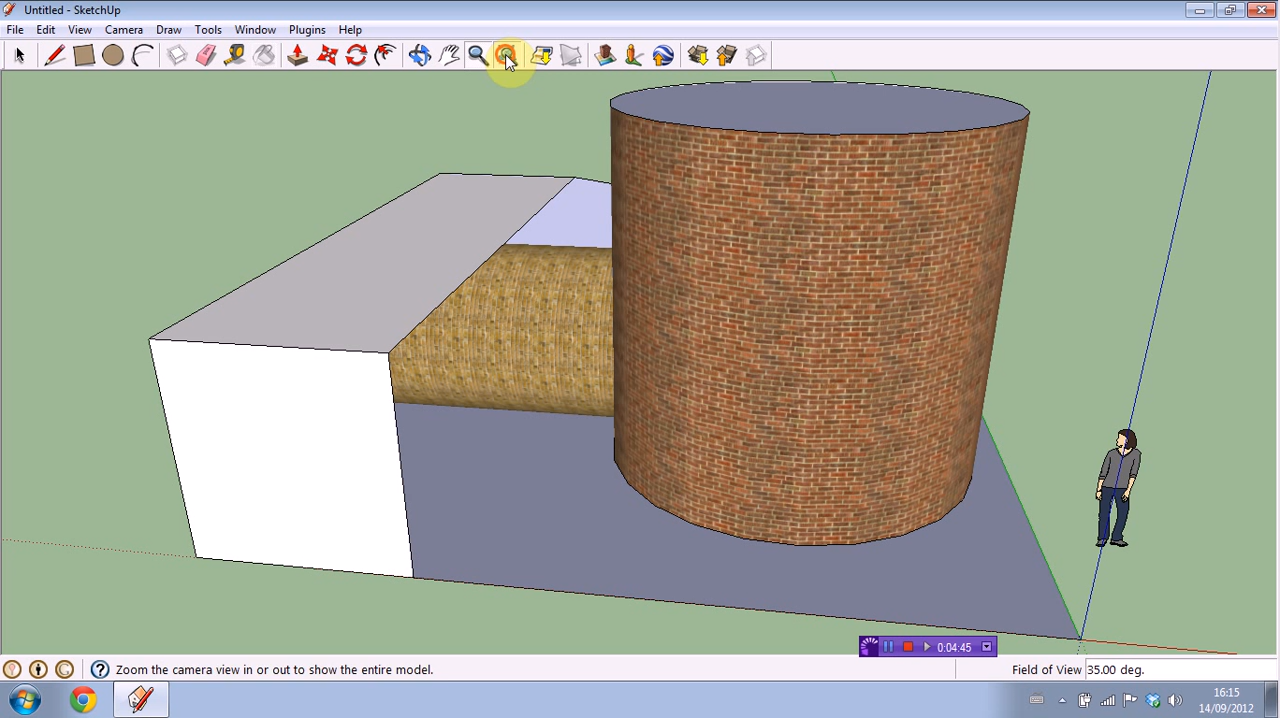 Untitled - SketchUp
File Edit View Camera Draw Tools Window Plugins Help
0:04:45
Zoom the camera view in or out to show the entire model.
Field of View 35.00 deg.
16:15
14/09/2012